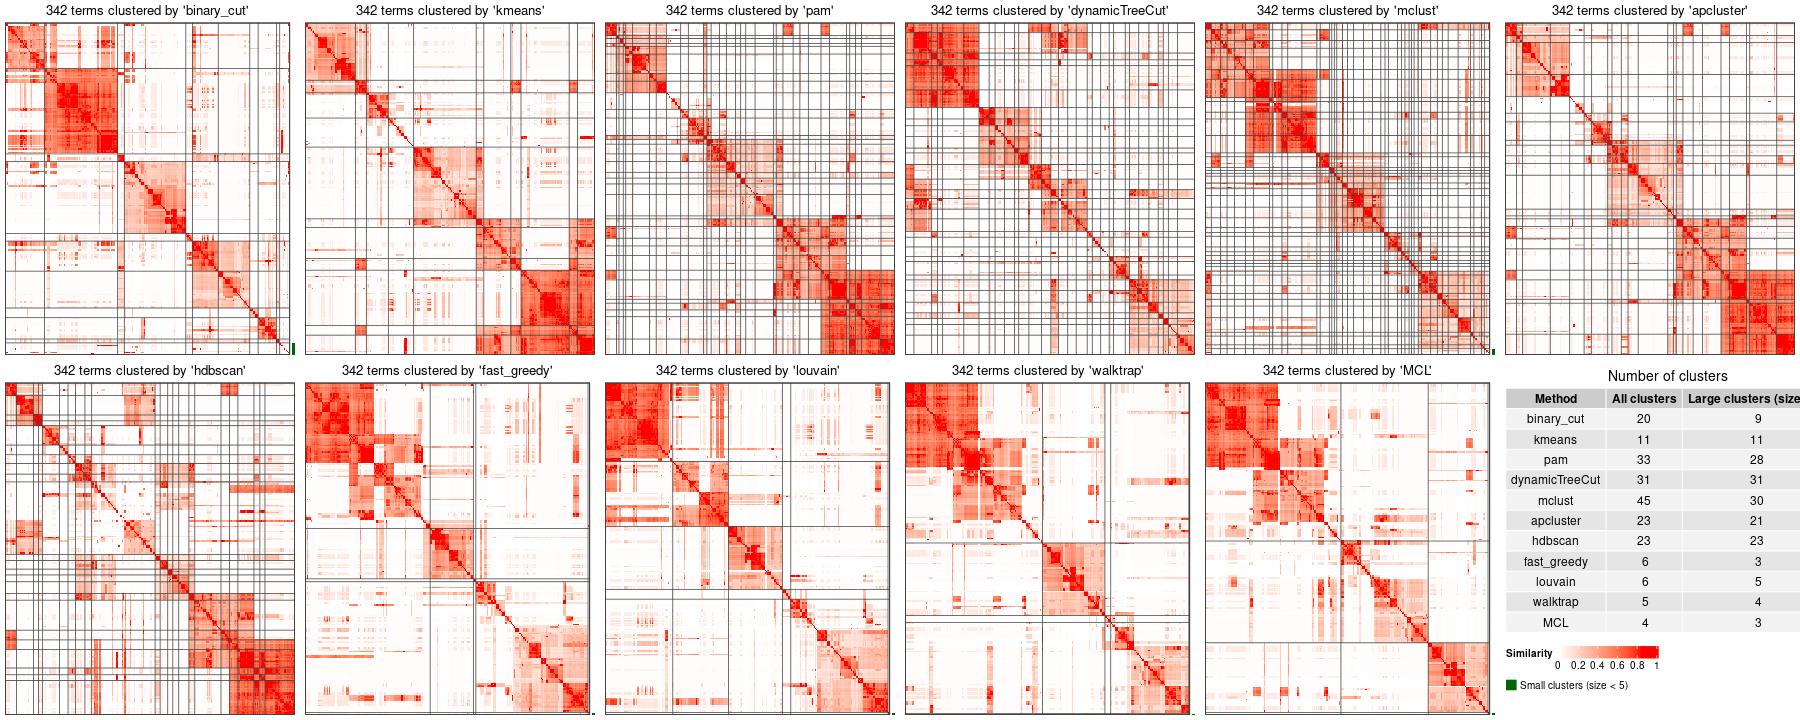 342 terms clustered by 'binary_cut'
342 terms clustered by 'kmeans'
342 terms clustered by 'pam'
342 terms clustered by 'dynamicTreeCut'
342 terms clustered by 'mclust'
342 terms clustered by 'apcluster'
342 terms clustered by 'hdbscan'
342 terms clustered by 'fast_greedy'
342 terms clustered by 'louvain'
342 terms clustered by 'walktrap'
342 terms clustered by 'MCL'
Number of clusters
Method All clusters Large clusters (size
binary_cut 20 9
kmeans 11 11
pam 33 28
dynamicTreeCut 31 31
mclust 45 30
apcluster 23 21
hdbscan 23 23
fast_greedy 6 3
louvain 6 5
walktrap 5 4
MCL 4 3
Similarity
0 0.2 0.4 0.6 0.8 1
Small clusters (size < 5)